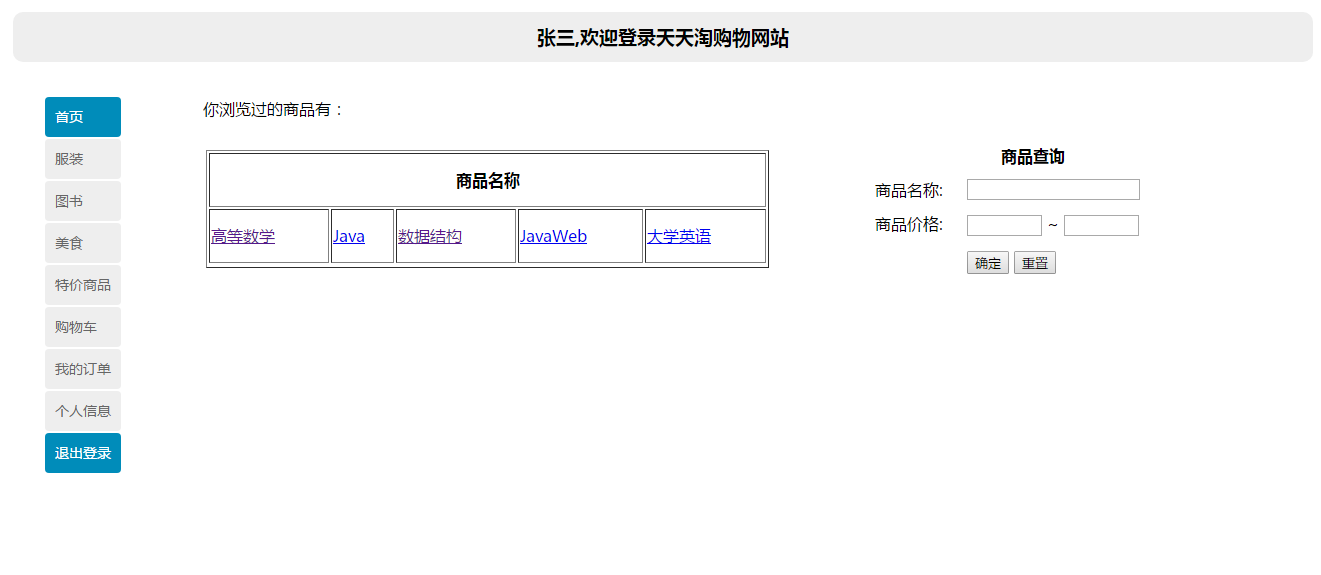 张三,欢迎登录天天淘购物网站
首页
服装
图书
美食
特价商品
购物车
我的订单
个人信息
退出登录
你浏览过的商品有：
商品名称
高等数学 Java 数据结构 JavaWeb 大学英语
商品查询
商品名称:
商品价格: ~
确定 重置